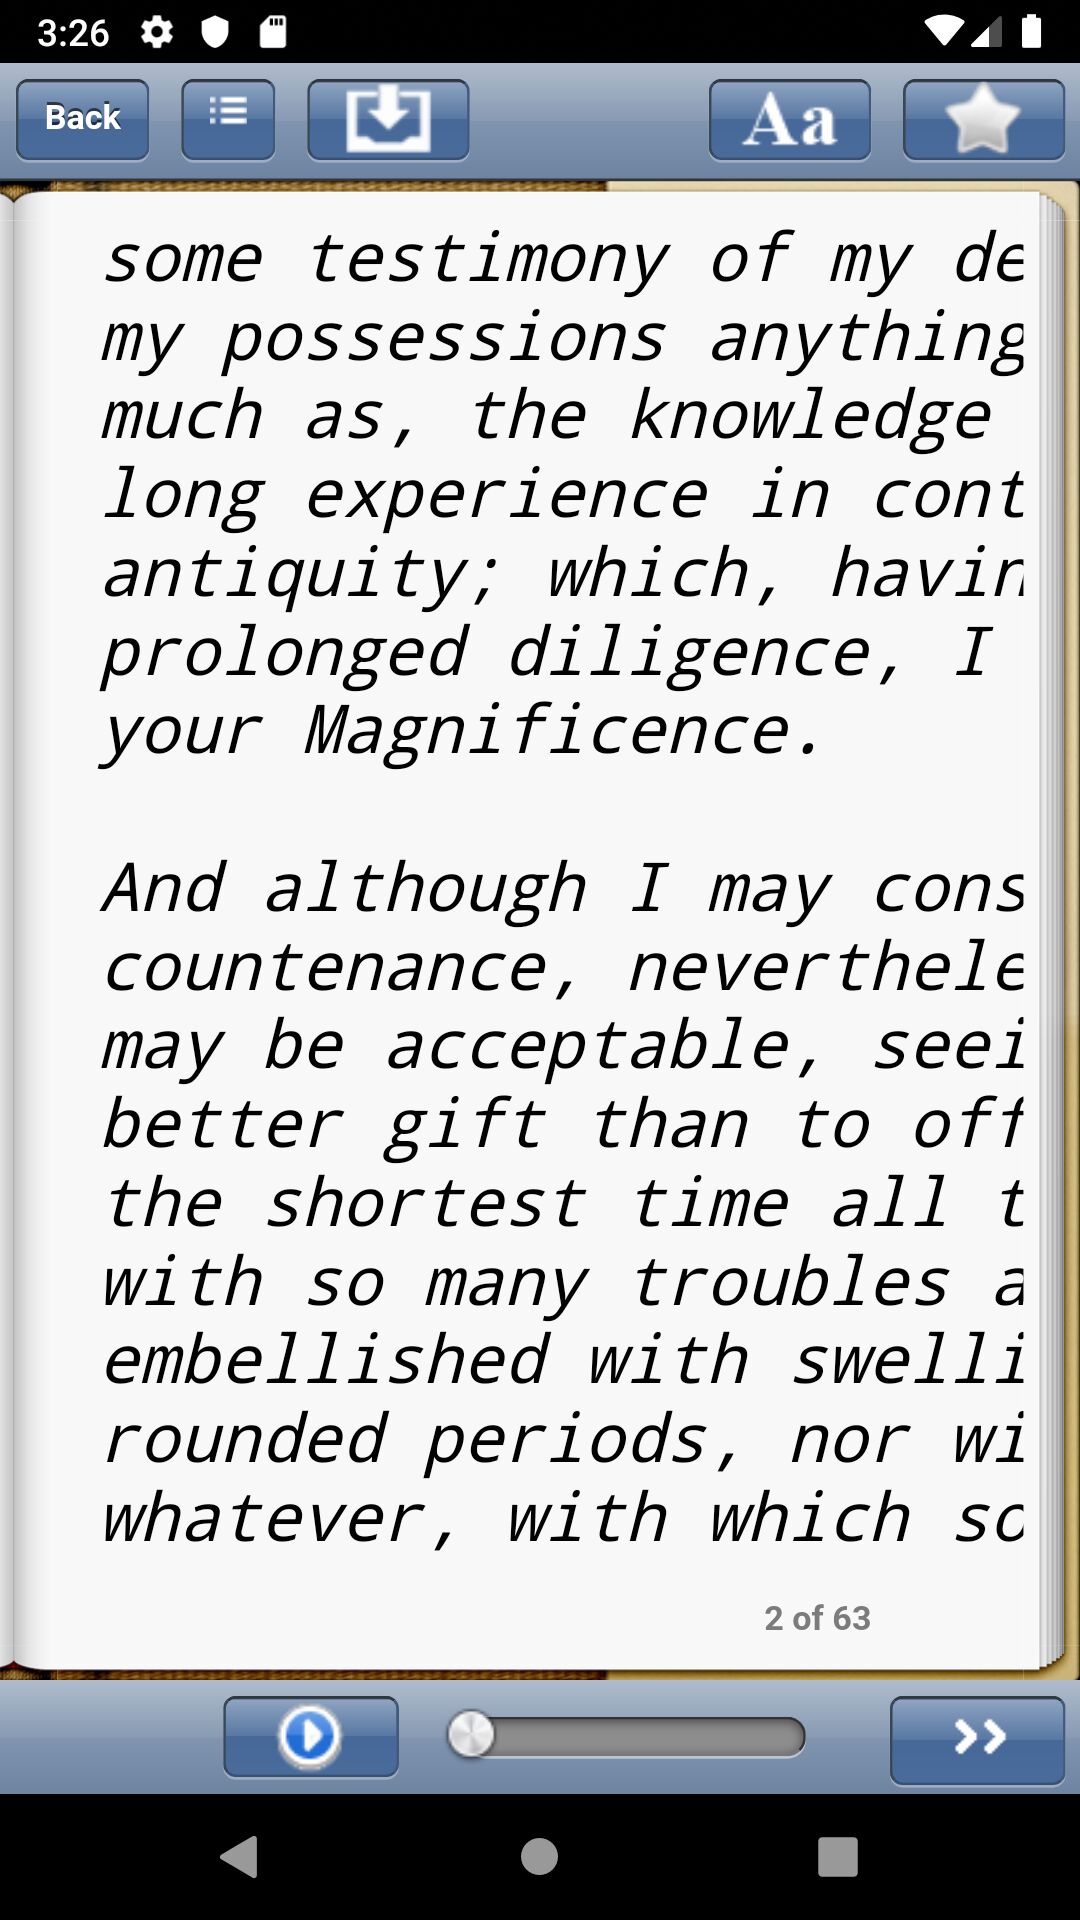 3:26
Back
Aa
some testimony of my de
my possessions anything
much as, the knowledge
long experience in cont
antiquity; which, havin
prolonged diligence, I
your Magnificence.
And although I may cons
countenance, neverthele
may be acceptable, seei
better gift than to off
the shortest time all t
with so many troubles a
embellished with swelli
rounded periods, nor wi
whatever, with which so
2 of 63